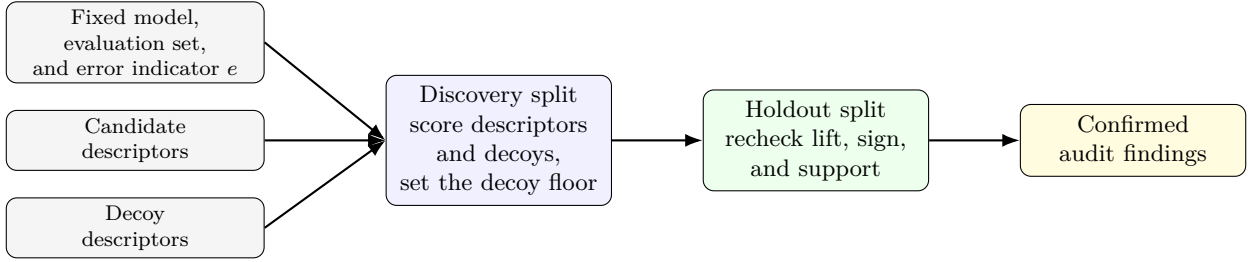 Fixed model,
evaluation set,
and error indicator e
Candidate
descriptors
Decoy
descriptors
Discovery split
score descriptors
and decoys,
set the decoy floor
Holdout split
recheck lift, sign,
and support
Confirmed
audit findings